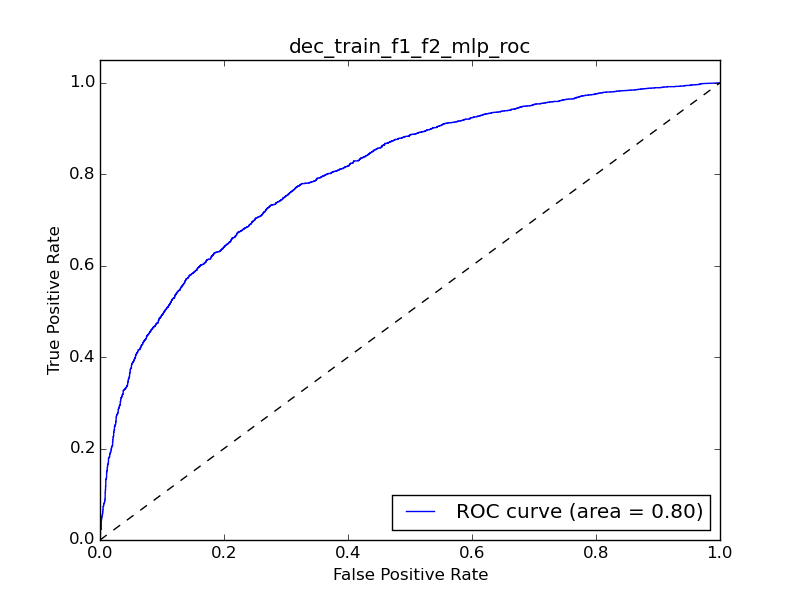 dec_train_f1_f2_mlp_roc
1.0
0.8
0.6
0.4
0.2
0.0
True Positive Rate
ROC curve (area = 0.80)
0.0 0.2 0.4 0.6 0.8 1.0
False Positive Rate